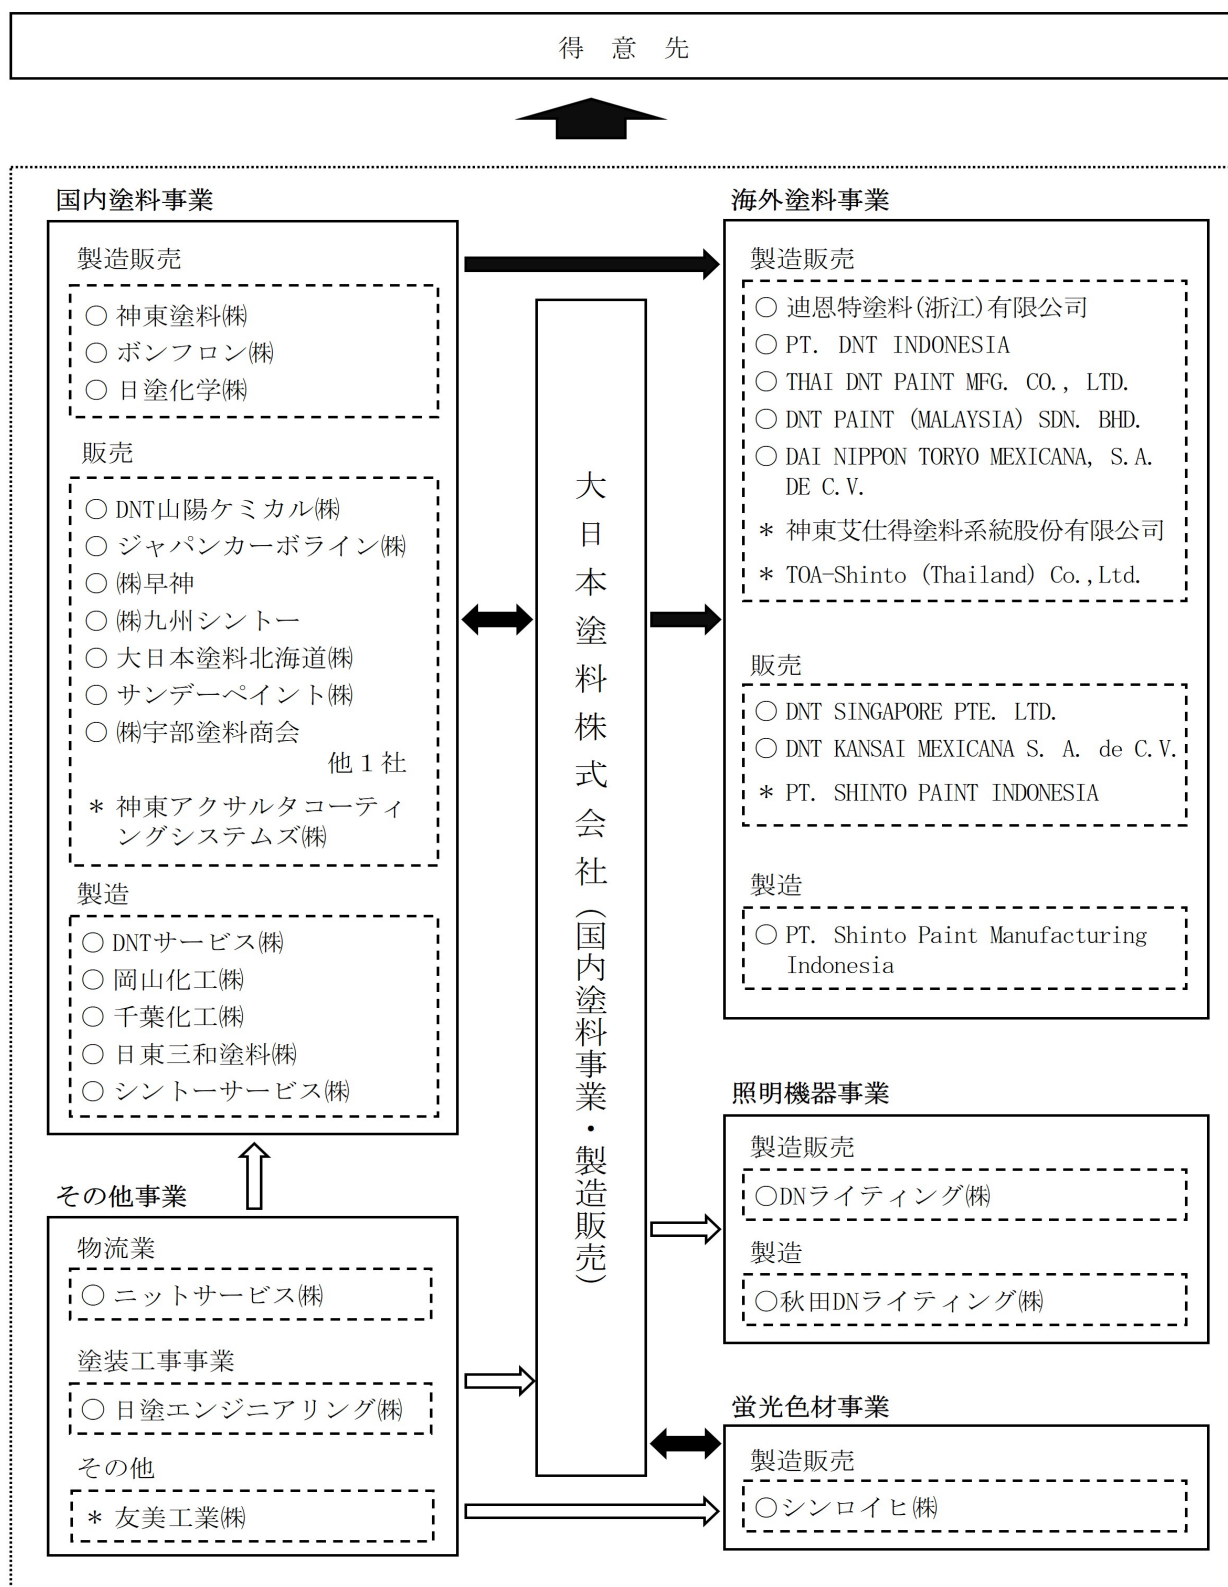 得 意 先
国内塗料事業
製造販売
○ 神東塗料㈱
○ ボンフロン㈱
○ 日塗化学㈱
販売
○ DNT山陽ケミカル㈱
○ ジャパンカーボライン㈱
○ ㈱早神
○ ㈱九州シントー
○ 大日本塗料北海道㈱
○ サンデーペイント㈱
○ ㈱宇部塗料商会
他１社
* 神東アクサルタコーティ
ングシステムズ㈱
製造
○ DNTサービス㈱
○ 岡山化工㈱
○ 千葉化工㈱
○ 日東三和塗料㈱
○ シントーサービス㈱
その他事業
物流業
○ ニットサービス㈱
塗装工事事業
○ 日塗エンジニアリング㈱
その他
* 友美工業㈱
大日本塗料株式会社（国内塗料事業・製造販売）
海外塗料事業
製造販売
○ 迪恩特塗料(浙江)有限公司
○ PT. DNT INDONESIA
○ THAI DNT PAINT MFG. CO., LTD.
○ DNT PAINT (MALAYSIA) SDN. BHD.
○ DAI NIPPON TORYO MEXICANA, S.A.
DE C.V.
* 神東艾仕得塗料系統股份有限公司
* TOA-Shinto (Thailand) Co.,Ltd.
販売
○ DNT SINGAPORE PTE. LTD.
○ DNT KANSAI MEXICANA S. A. de C.V.
* PT. SHINTO PAINT INDONESIA
製造
○ PT. Shinto Paint Manufacturing
Indonesia
照明機器事業
製造販売
○DNライティング㈱
製造
○秋田DNライティング㈱
蛍光色材事業
製造販売
○シンロイヒ㈱